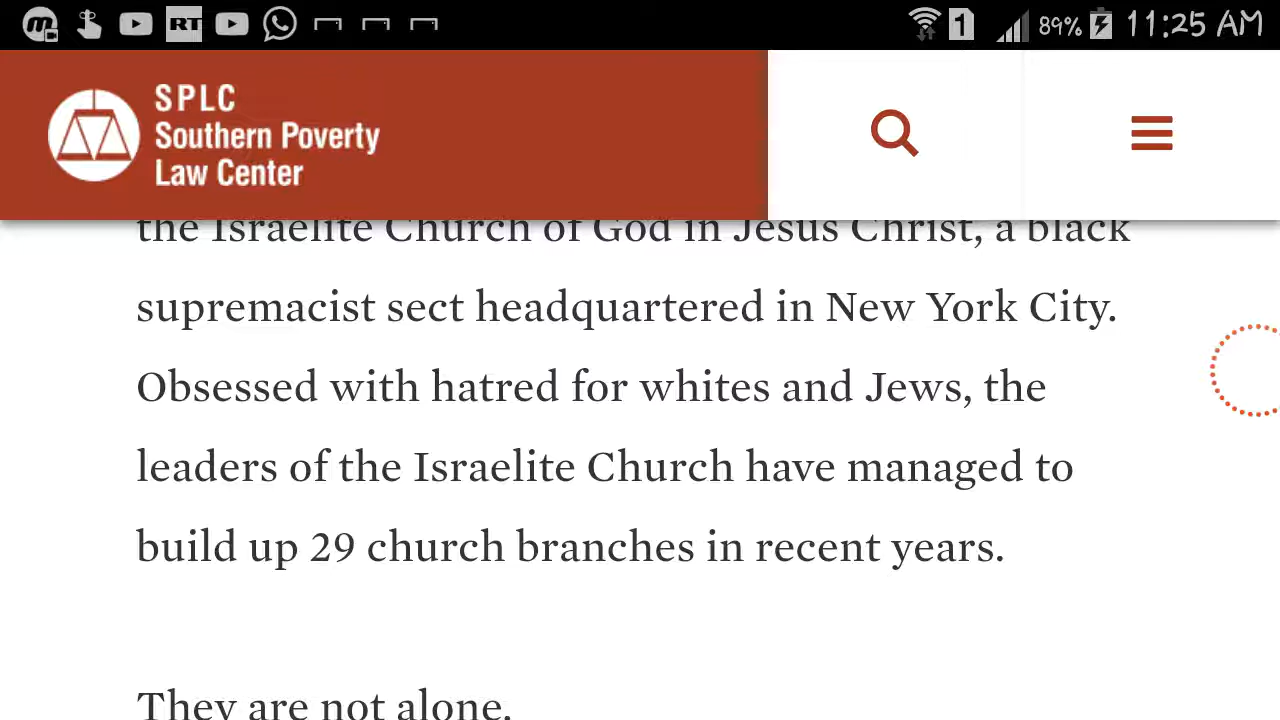 RT
1
89%
11:25 AM
SPLC
Southern Poverty
Law Center
the Israelite Church of God in Jesus Christ, a black
supremacist sect headquartered in New York City.
Obsessed with hatred for whites and Jews, the
leaders of the Israelite Church have managed to
build up 29 church branches in recent years.
They are not alone.